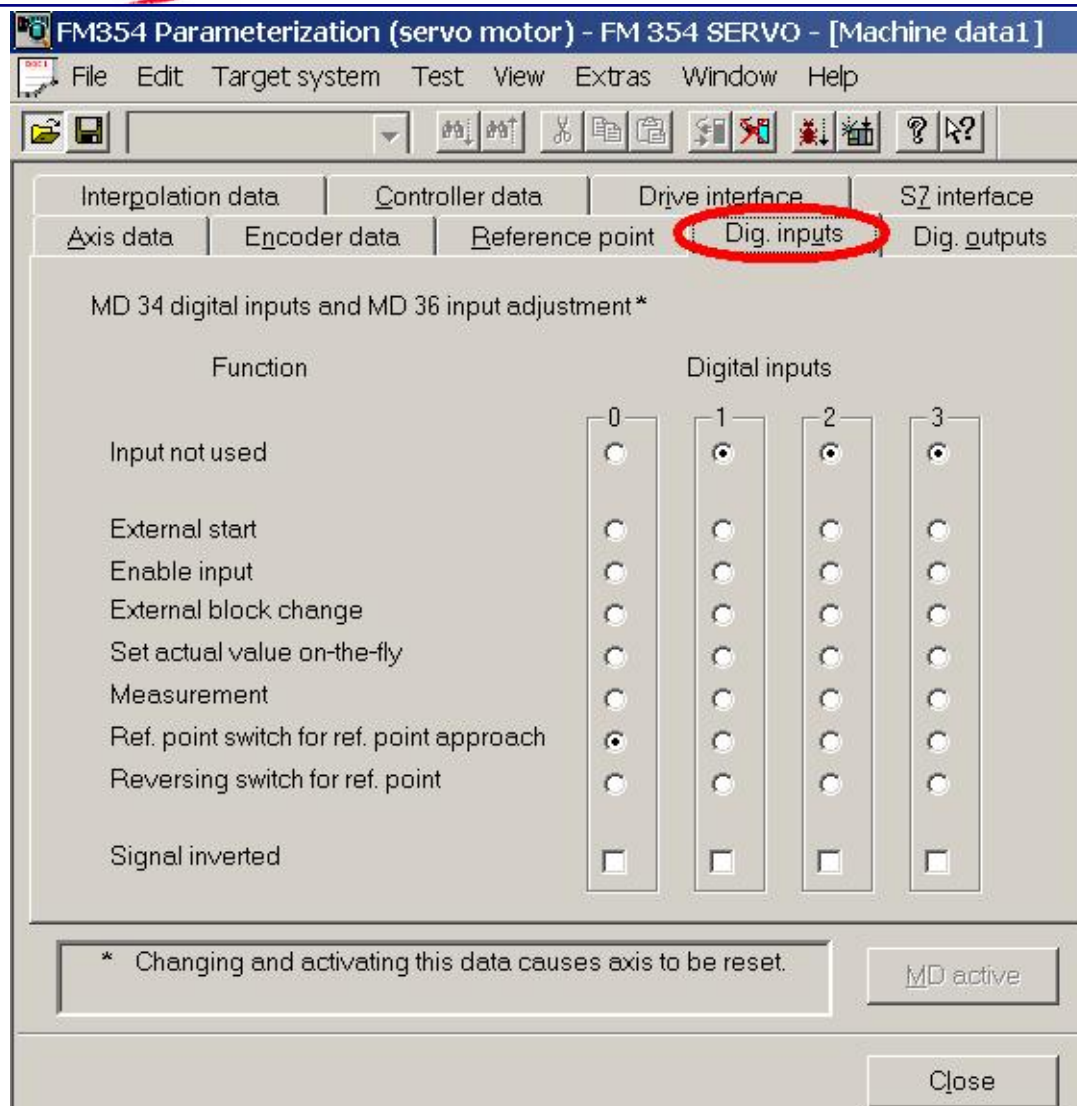 FM354 Parameterization (servo motor) - FM 354 SERVO - [Machine data1]
File Edit Target system Test View Extras Window Help
Interpolation data Controller data Drive interface S7 interface
Axis data Encoder data Reference point Dig. inputs Dig. outputs
MD 34 digital inputs and MD 36 input adjustment*
Function Digital inputs
0 1 2 3
Input not used
External start
Enable input
External block change
Set actual value on-the-fly
Measurement
Ref. point switch for ref. point approach
Reversing switch for ref. point
Signal inverted
* Changing and activating this data causes axis to be reset.
MD active
Close